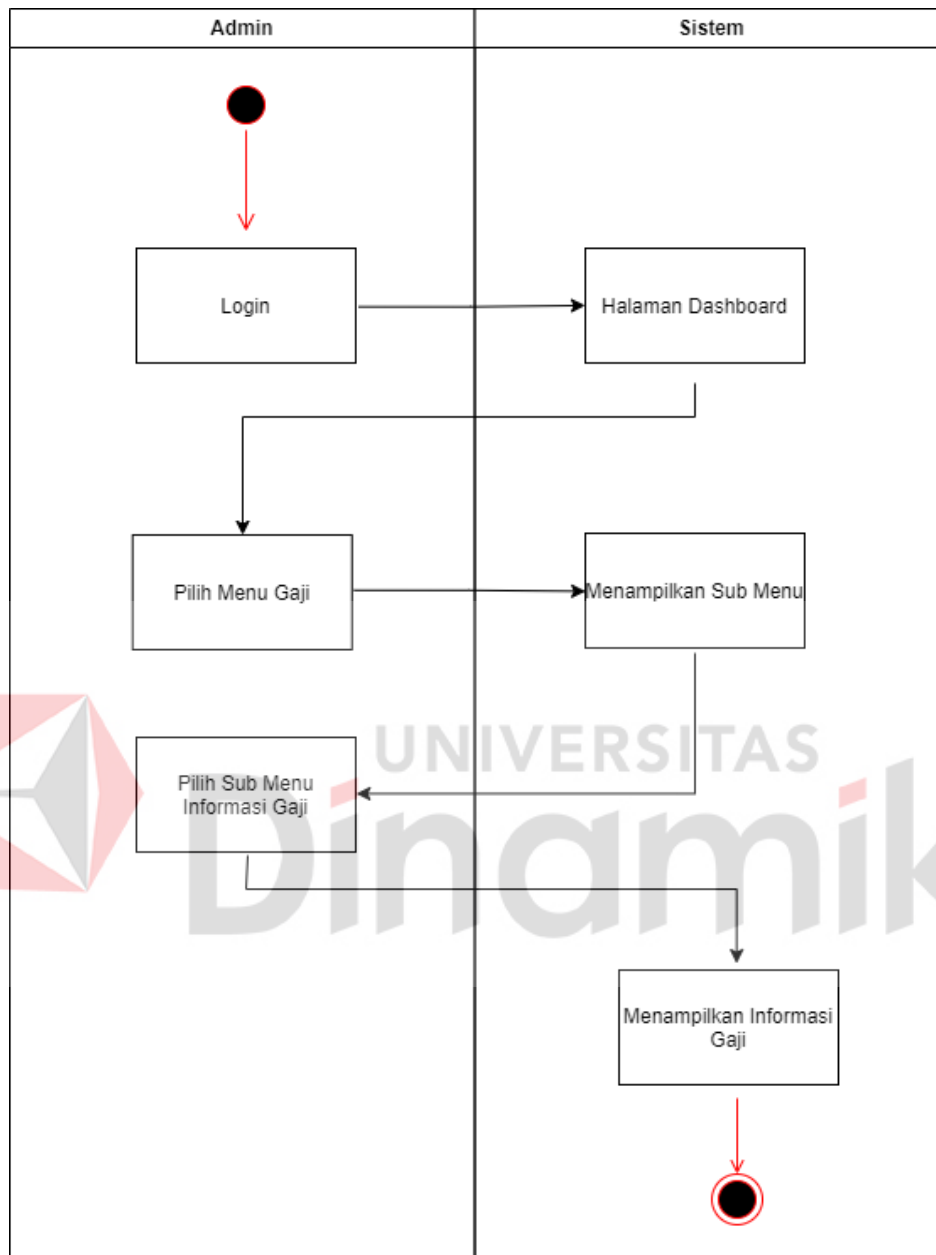 Admin
Sistem
Login
Halaman Dashboard
Pilih Menu Gaji
Menampilkan Sub Menu
UNIVERSITAS
Dinamik
Pilih Sub Menu
Informasi Gaji
Menampilkan Informasi
Gaji